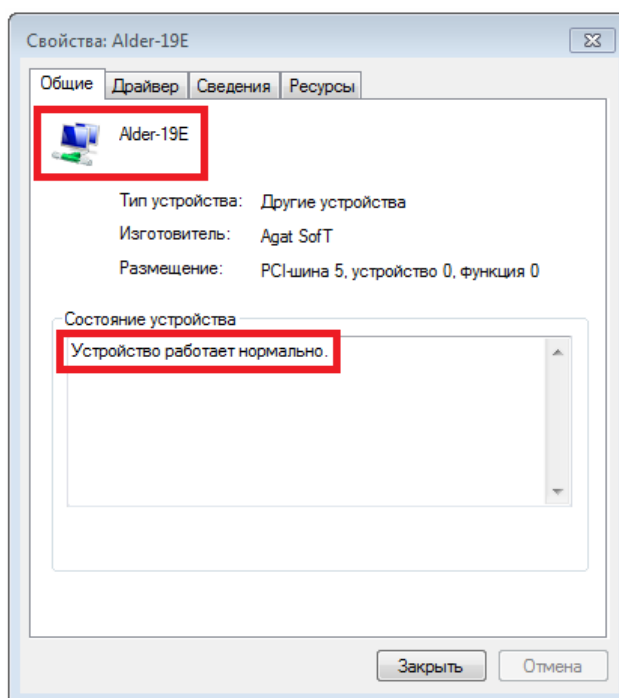 Свойства: Alder-19E
Общие Драйвер Сведения Ресурсы
Alder-19E
Тип устройства: Другие устройства
Изготовитель: Agat SofT
Размещение: PCI-шина 5, устройство 0, функция 0
Состояние устройства
Устройство работает нормально.
Закрыть Отмена